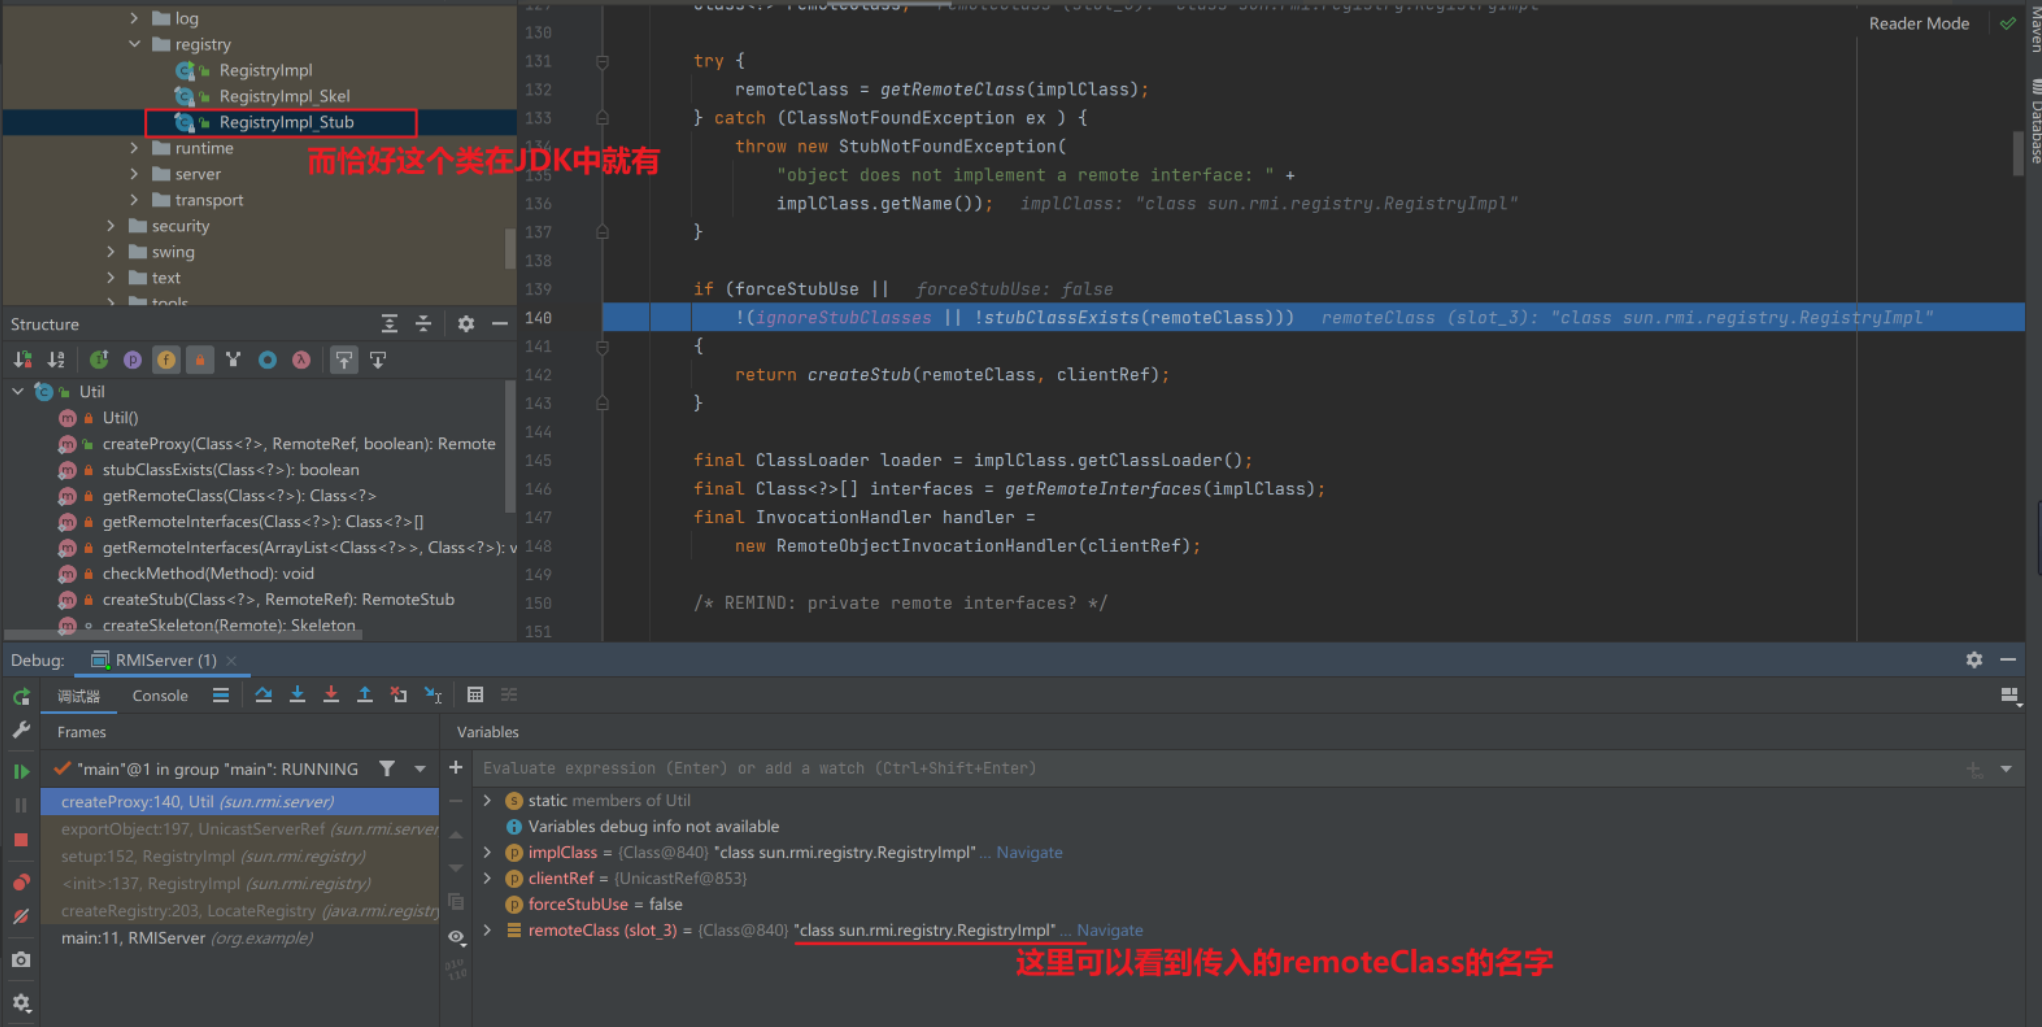 log
registry
RegistryImpl
RegistryImpl_Skel
RegistryImpl_Stub
而恰好这个类在JDK中就有
runtime
server
transport
security
swing
text
tools
Structure
Util
Util()
createProxy(Class<?>, RemoteRef, boolean): Remote
stubClassExists(Class<?>): boolean
getRemoteClass(Class<?>): Class<?>
getRemoteInterfaces(Class<?>): Class<?>[]
getRemoteInterfaces(ArrayList<Class<?>>, Class<?>): v
checkMethod(Method): void
createStub(Class<?>, RemoteRef): RemoteStub
createSkeleton(Remote): Skeleton
Reader Mode
Maven
Database
129 Class<?> remoteClass; remoteClass (slot_3): "class sun.rmi.registry.RegistryImpl"
130
131 try {
132 remoteClass = getRemoteClass(implClass);
133 } catch (ClassNotFoundException ex ) {
134 throw new StubNotFoundException(
135 "object does not implement a remote interface: " +
136 implClass.getName()); implClass: "class sun.rmi.registry.RegistryImpl"
137 }
138
139 if (forceStubUse || forceStubUse: false
140 !(ignoreStubClasses || !stubClassExists(remoteClass))) remoteClass (slot_3): "class sun.rmi.registry.RegistryImpl"
141 {
142 return createStub(remoteClass, clientRef);
143 }
144
145 final ClassLoader loader = implClass.getClassLoader();
146 final Class<?>[] interfaces = getRemoteInterfaces(implClass);
147 final InvocationHandler handler =
148 new RemoteObjectInvocationHandler(clientRef);
149
150 /* REMIND: private remote interfaces? */
151
Debug: RMIServer (1)
调试器 Console
Frames
"main"@1 in group "main": RUNNING
createProxy:140, Util (sun.rmi.server)
exportObject:197, UnicastServerRef (sun.rmi.server
setup:152, RegistryImpl (sun.rmi.registry)
<init>:137, RegistryImpl (sun.rmi.registry)
createRegistry:203, LocateRegistry (java.rmi.registry
main:11, RMIServer (org.example)
Variables
Evaluate expression (Enter) or add a watch (Ctrl+Shift+Enter)
static members of Util
Variables debug info not available
implClass = {Class@840} "class sun.rmi.registry.RegistryImpl" ... Navigate
clientRef = {UnicastRef@853}
forceStubUse = false
remoteClass (slot_3) = {Class@840} "class sun.rmi.registry.RegistryImpl" ... Navigate
这里可以看到传入的remoteClass的名字